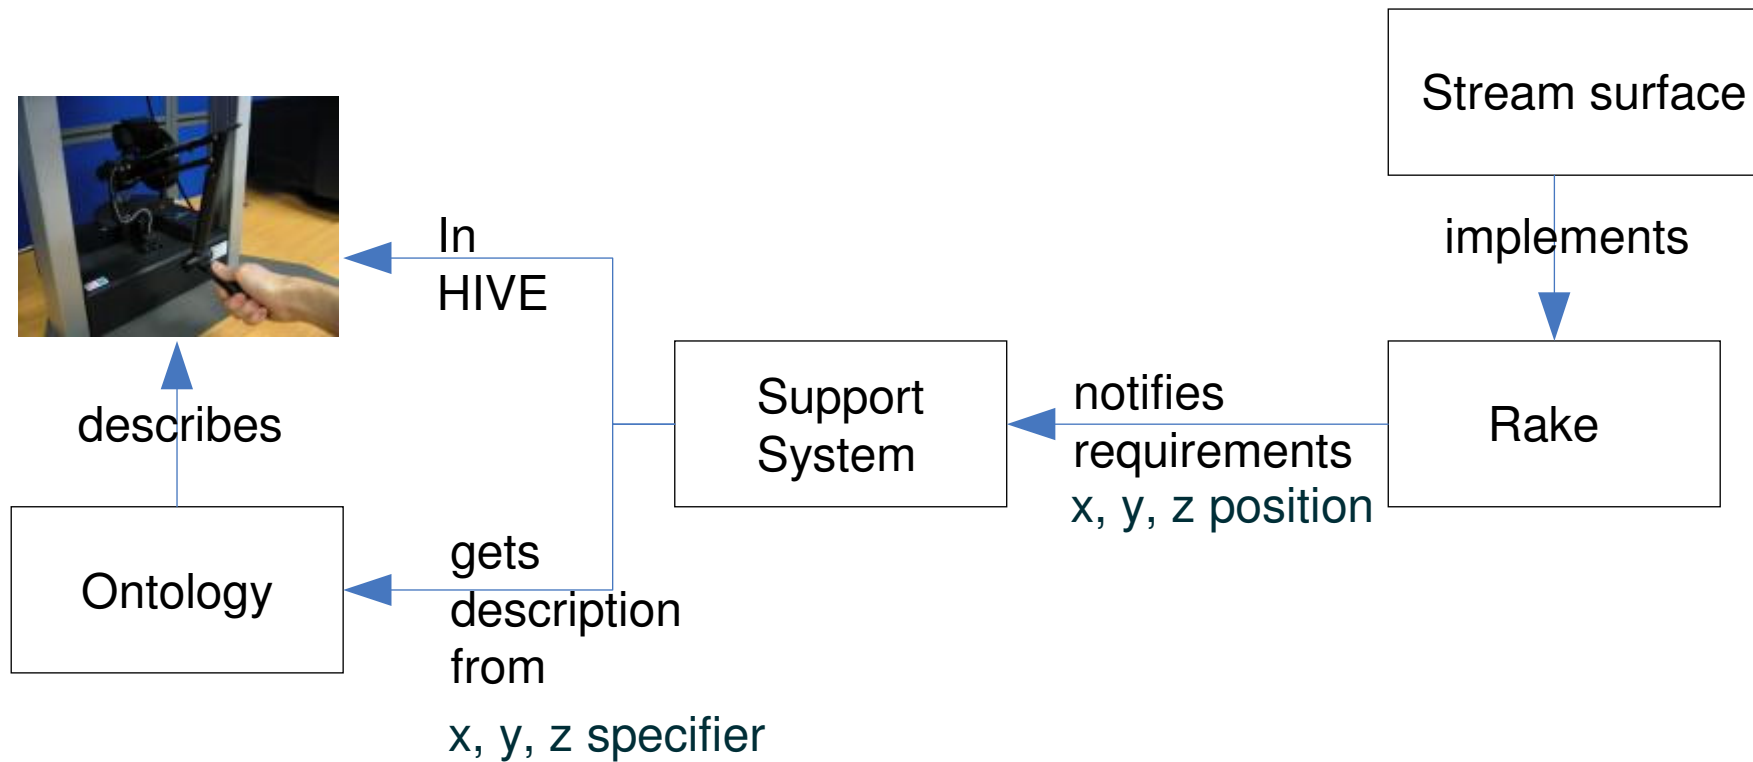 Stream surface
implements
In
HIVE
Support
System
notifies
requirements
x, y, z position
Rake
describes
Ontology
gets
description
from
x, y, z specifier